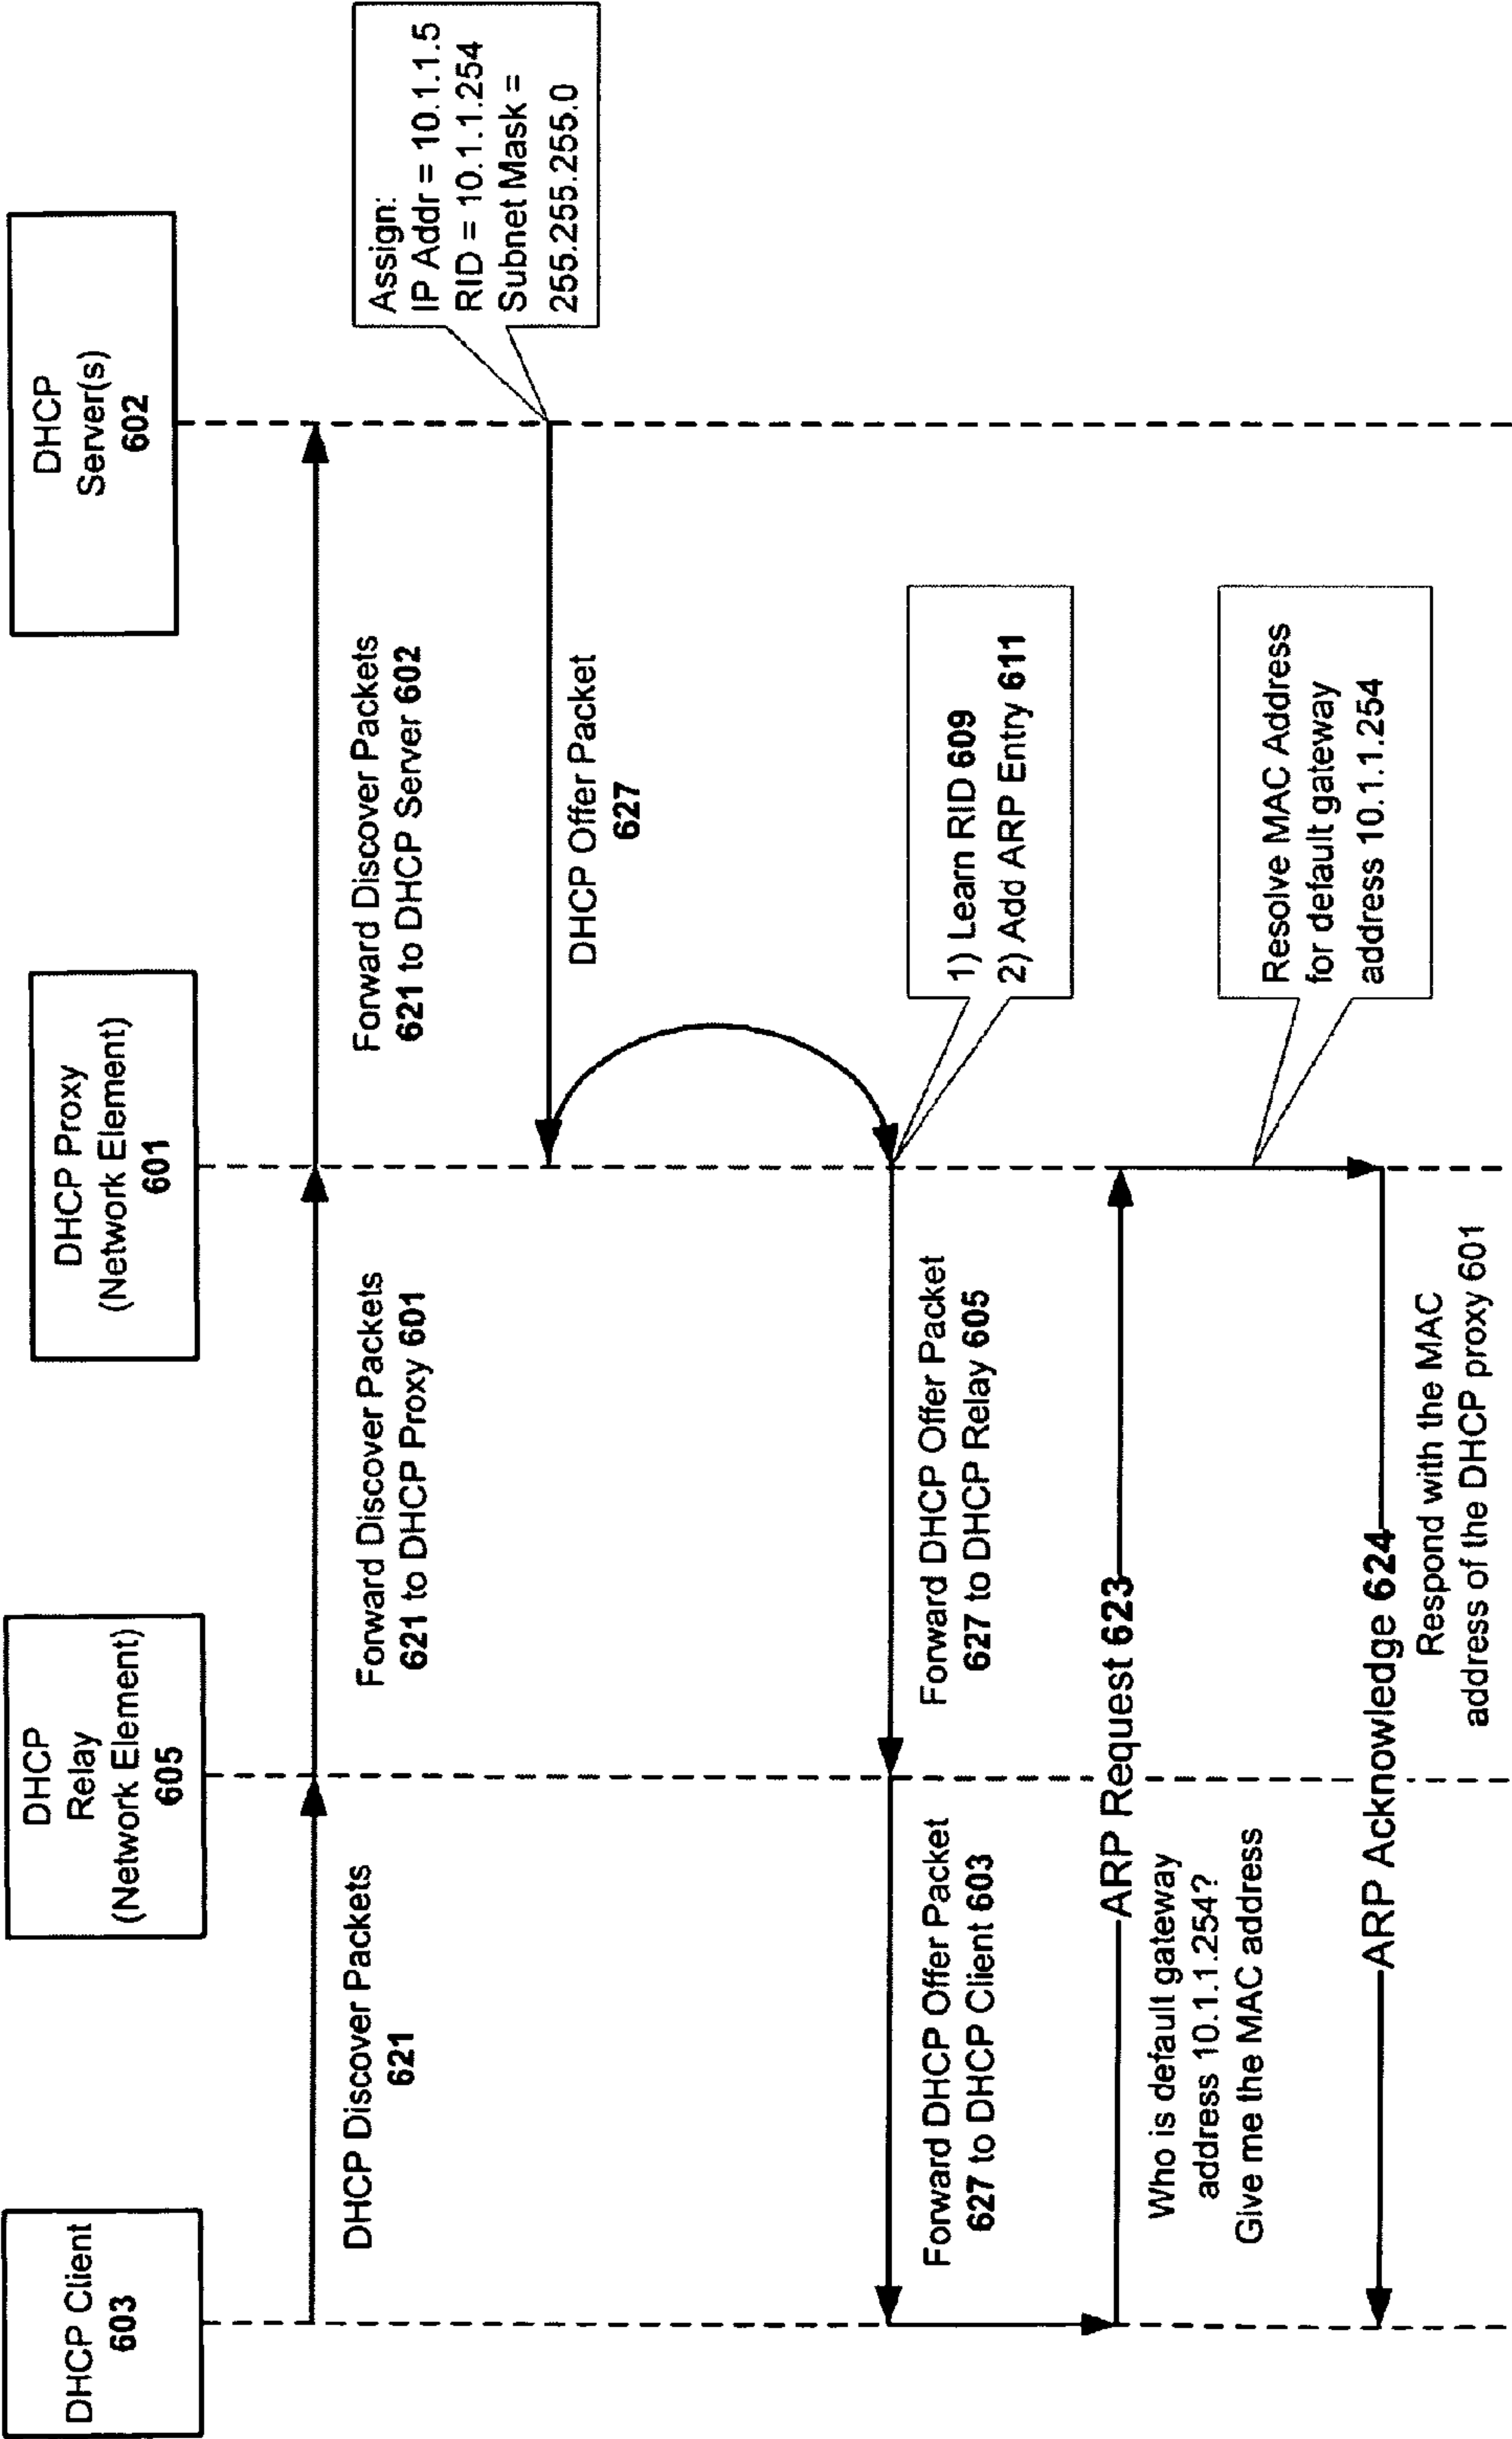 DHCP Client
603
DHCP
Relay
(Network Element)
605
DHCP Proxy
(Network Element)
601
DHCP
Server(s)
602
DHCP Discover Packets
621
Forward Discover Packets
621 to DHCP Proxy 601
Forward Discover Packets
621 to DHCP Server 602
Assign:
IP Addr = 10.1.1.5
RID = 10.1.1.254
Subnet Mask =
255.255.255.0
DHCP Offer Packet
627
1) Learn RID 609
2) Add ARP Entry 611
Forward DHCP Offer Packet
627 to DHCP Relay 605
Forward DHCP Offer Packet
627 to DHCP Client 603
ARP Request 623
Who is default gateway
address 10.1.1.254?
Give me the MAC address
Resolve MAC Address
for default gateway
address 10.1.1.254
ARP Acknowledge 624
Respond with the MAC
address of the DHCP proxy 601